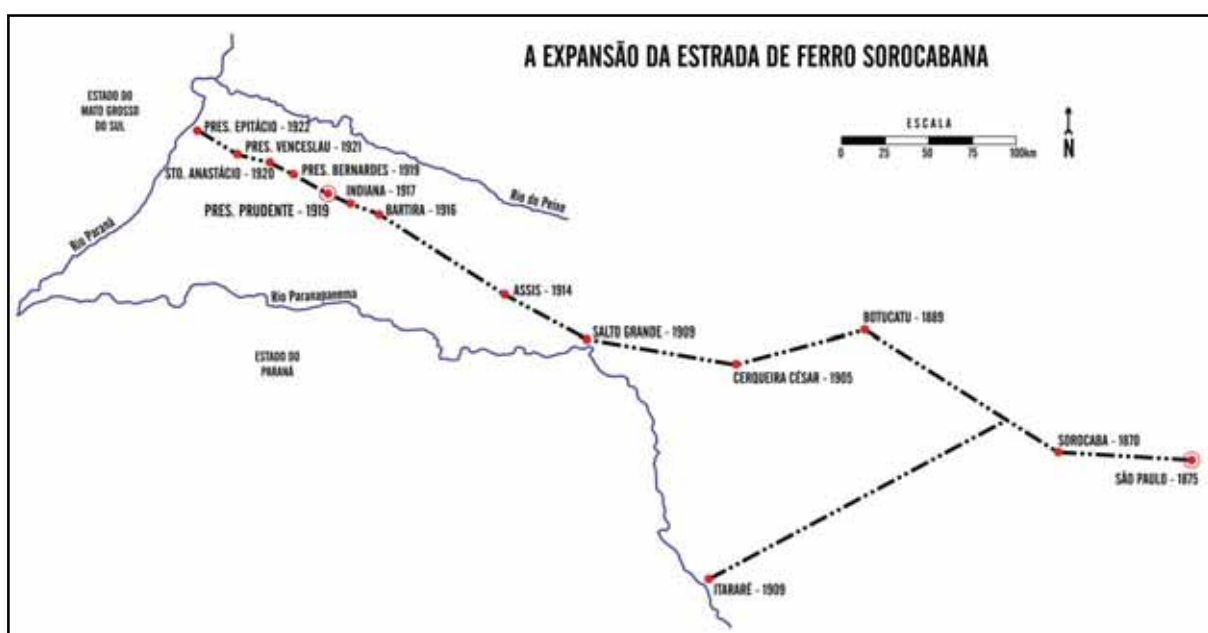 A EXPANSÃO DA ESTRADA DE FERRO SOROCABANA
ESTADO DO
MATO GROSSO
DO SUL
ESCALA
0 25 50 75 100km
N
PRES. EPITÁCIO - 1922
PRES. VENCESLAU - 1921
STO. ANASTÁCIO - 1920
PRES. BERNARDES - 1919
INDIANA - 1917
PRES. PRUDENTE - 1919
BARTIRA - 1916
Rio do Peixe
Rio Paraná
Rio Paranapanema
ASSIS - 1914
SALTO GRANDE - 1909
BOTUCATU - 1889
ESTADO DO
PARANÁ
CERQUEIRA CÉSAR - 1905
SOROCABA - 1870
SÃO PAULO - 1875
ITARARÉ - 1909